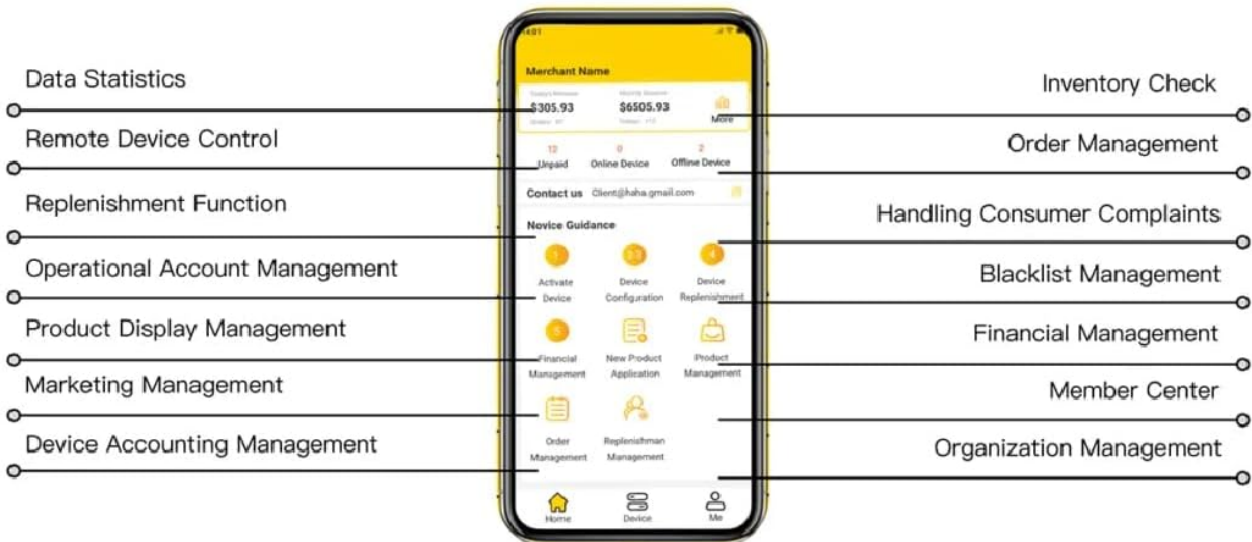 Data Statistics
Remote Device Control
Replenishment Function
Operational Account Management
Product Display Management
Marketing Management
Device Accounting Management
Merchant Name
$305.93 $6505.93
More
12 0 2
Unpaid Online Device Offline Device
Contact us Client@haha.gmail.com
Novice Guidance
1 4
Activate Device Device
Device Configuration Replenishment
5
Financial New Product Product
Management Application Management
Order Replenishman
Management Management
Home Device Me
Inventory Check
Order Management
Handling Consumer Complaints
Blacklist Management
Financial Management
Member Center
Organization Management